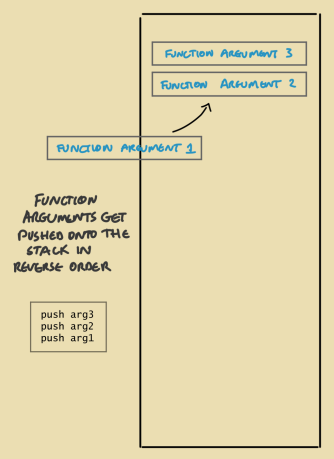 FUNCTION ARGUMENT 3
FUNCTION ARGUMENT 2
FUNCTION ARGUMENT 1
FUNCTION
ARGUMENTS GET
PUSHED ONTO THE
STACK IN
REVERSE ORDER
push arg3
push arg2
push arg1